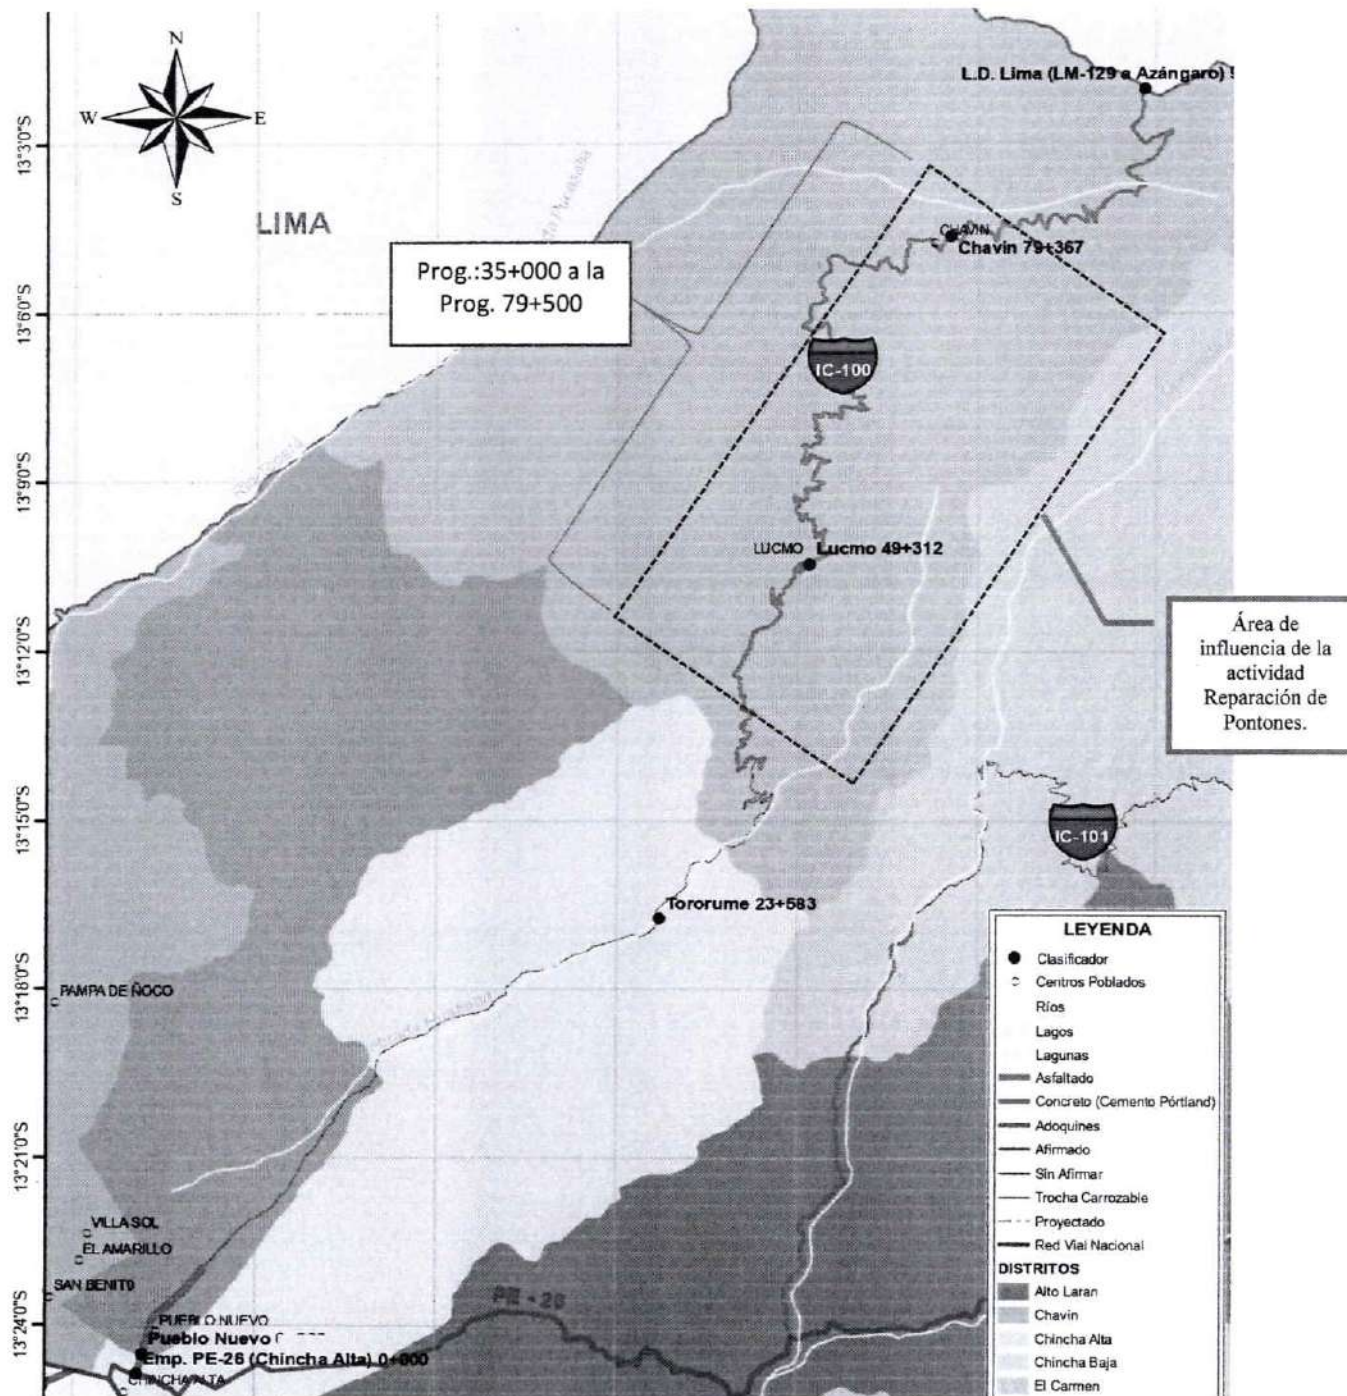 N
W
E
S
LIMA
L.D. Lima (LM-129 a Azángaro)
Prog.:35+000 a la
Prog. 79+500
CHAVIN
Chavin 79+367
IC-100
LUCMO
Lucmo 49+312
Área de
influencia de la
actividad
Reparación de
Pontones.
IC-101
Tororume 23+583
PAMPA DE ÑOCO
VILLA SOL
EL AMARILLO
SAN BENITO
PUEBLO NUEVO
Pueblo Nuevo
Emp. PE-26 (Chincha Alta) 0+000
CHINCHA ALTA
PE - 26
13°3'0"S
13°6'0"S
13°9'0"S
13°12'0"S
13°15'0"S
13°18'0"S
13°21'0"S
13°24'0"S
LEYENDA
Clasificador
Centros Poblados
Ríos
Lagos
Lagunas
Asfaltado
Concreto (Cemento Pórtland)
Adoquines
Afirmado
Sin Afirmar
Trocha Carrozable
Proyectado
Red Vial Nacional
DISTRITOS
Alto Laran
Chavin
Chincha Alta
Chincha Baja
El Carmen